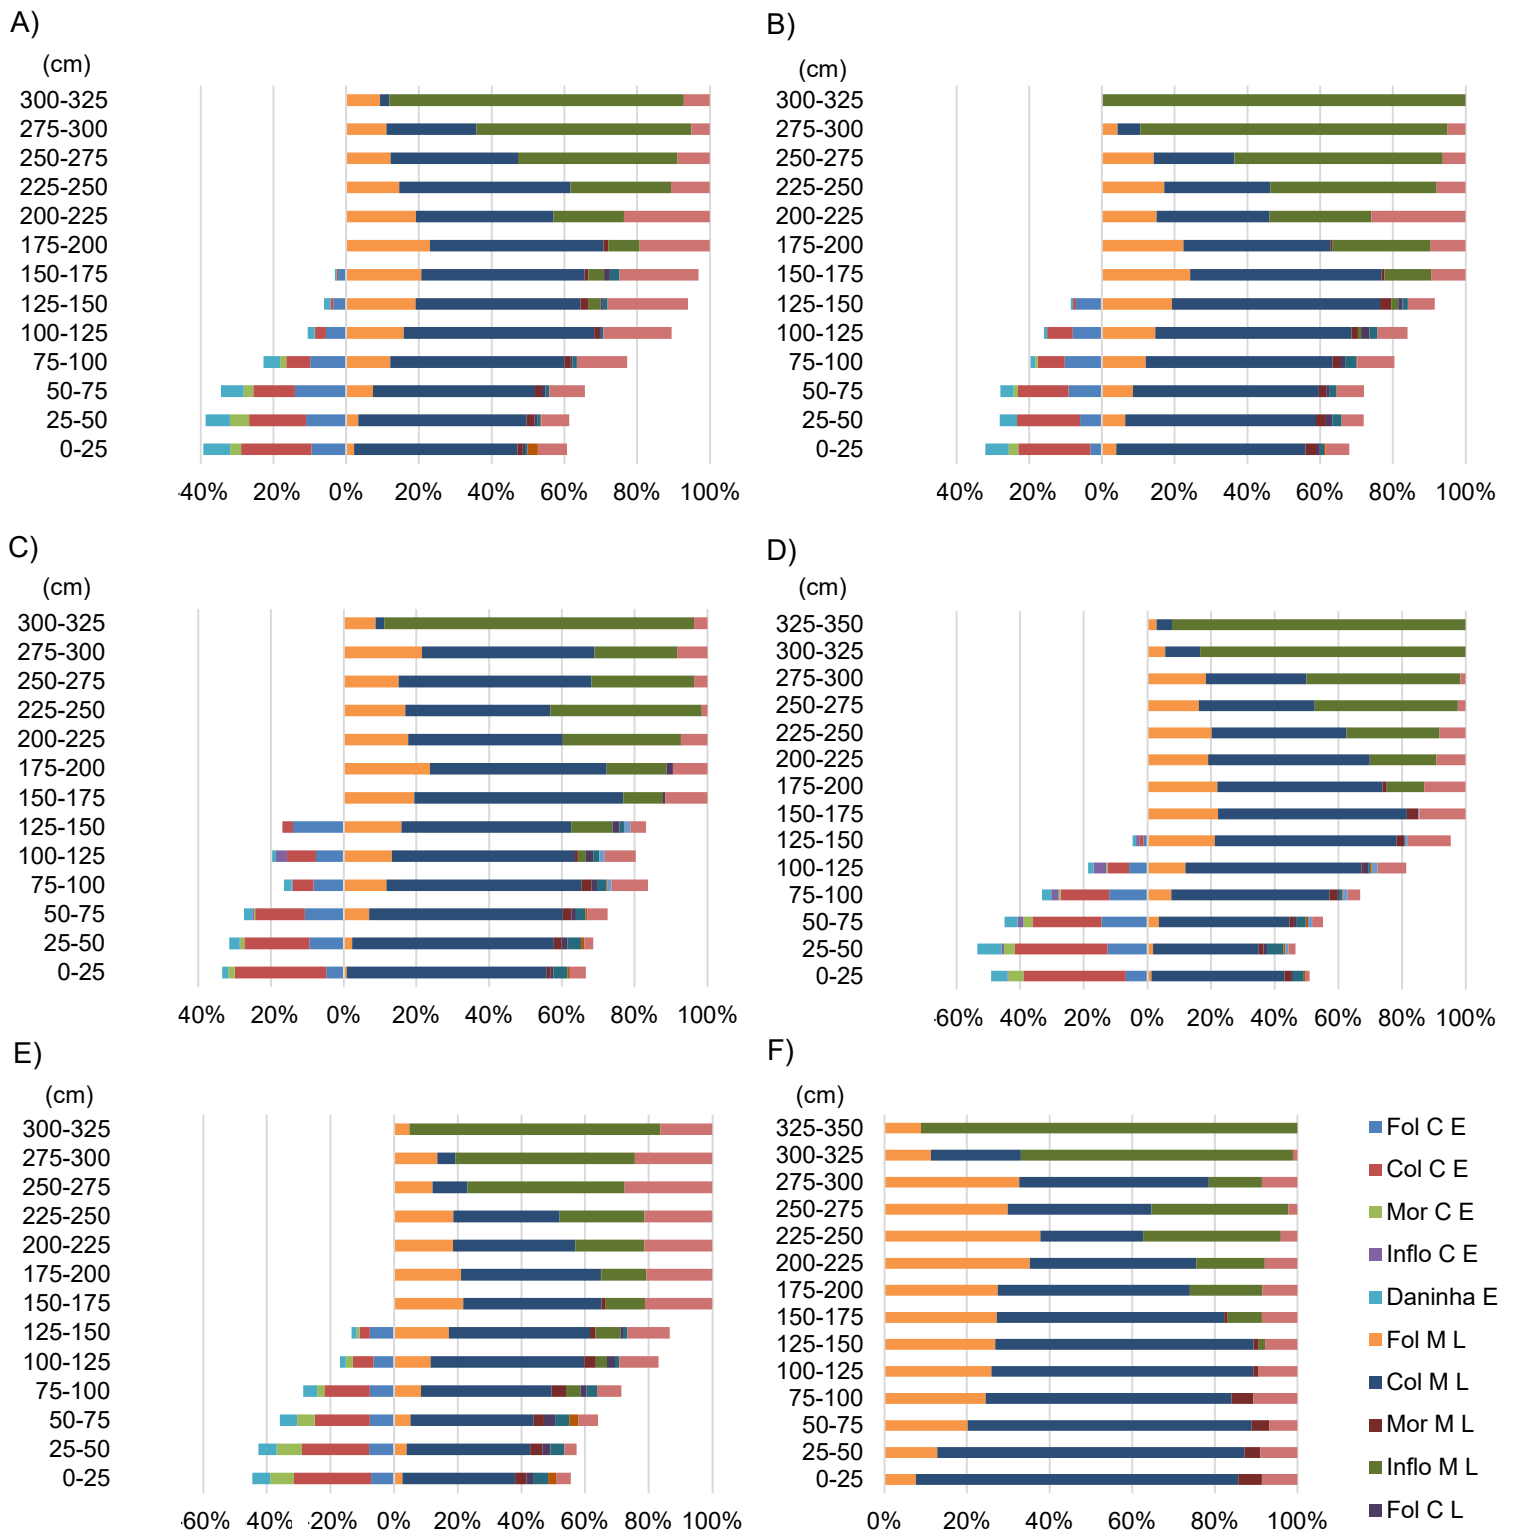 A)
(cm)
300-325
275-300
250-275
225-250
200-225
175-200
150-175
125-150
100-125
75-100
50-75
25-50
0-25
40% 20% 0% 20% 40% 60% 80% 100%
B)
(cm)
300-325
275-300
250-275
225-250
200-225
175-200
150-175
125-150
100-125
75-100
50-75
25-50
0-25
40% 20% 0% 20% 40% 60% 80% 100%
C)
(cm)
300-325
275-300
250-275
225-250
200-225
175-200
150-175
125-150
100-125
75-100
50-75
25-50
0-25
40% 20% 0% 20% 40% 60% 80% 100%
D)
(cm)
325-350
300-325
275-300
250-275
225-250
200-225
175-200
150-175
125-150
100-125
75-100
50-75
25-50
0-25
60% 40% 20% 0% 20% 40% 60% 80% 100%
E)
(cm)
300-325
275-300
250-275
225-250
200-225
175-200
150-175
125-150
100-125
75-100
50-75
25-50
0-25
60% 40% 20% 0% 20% 40% 60% 80% 100%
F)
(cm)
325-350
300-325
275-300
250-275
225-250
200-225
175-200
150-175
125-150
100-125
75-100
50-75
25-50
0-25
0% 20% 40% 60% 80% 100%
Fol C E
Col C E
Mor C E
Inflo C E
Daninha E
Fol M L
Col M L
Mor M L
Inflo M L
Fol C L